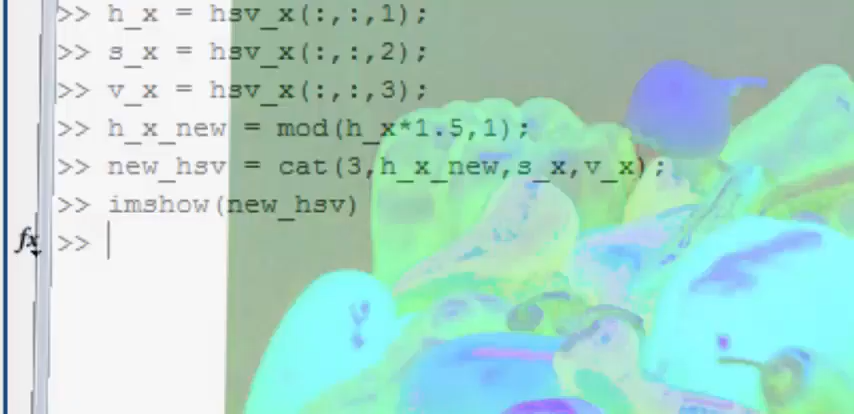 >> h_x = hsv_x(:,:,1);
>> s_x = hsv_x(:,:,2);
>> v_x = hsv_x(:,:,3);
>> h_x_new = mod(h_x*1.5,1);
>> new_hsv = cat(3,h_x_new,s_x,v_x);
>> imshow(new_hsv)
fx >>